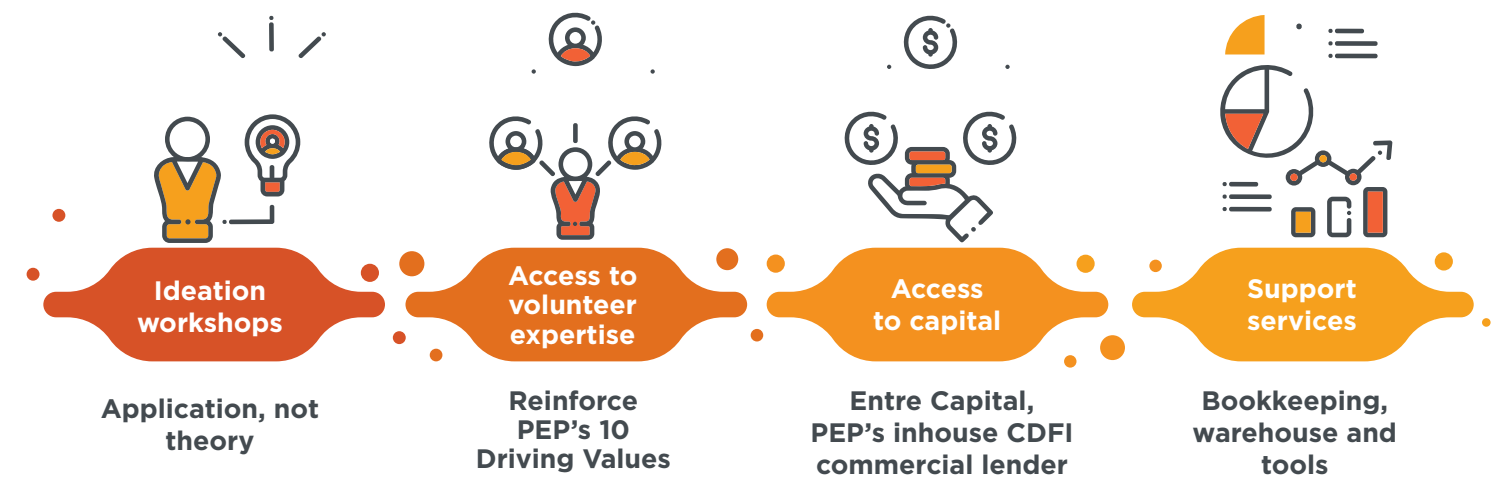 Ideation
workshops
Application, not
theory
Access to
volunteer
expertise
Reinforce
PEP's 10
Driving Values
$
$
$
Access
to capital
Entre Capital,
PEP's inhouse CDFI
commercial lender
Support
services
Bookkeeping,
warehouse and
tools